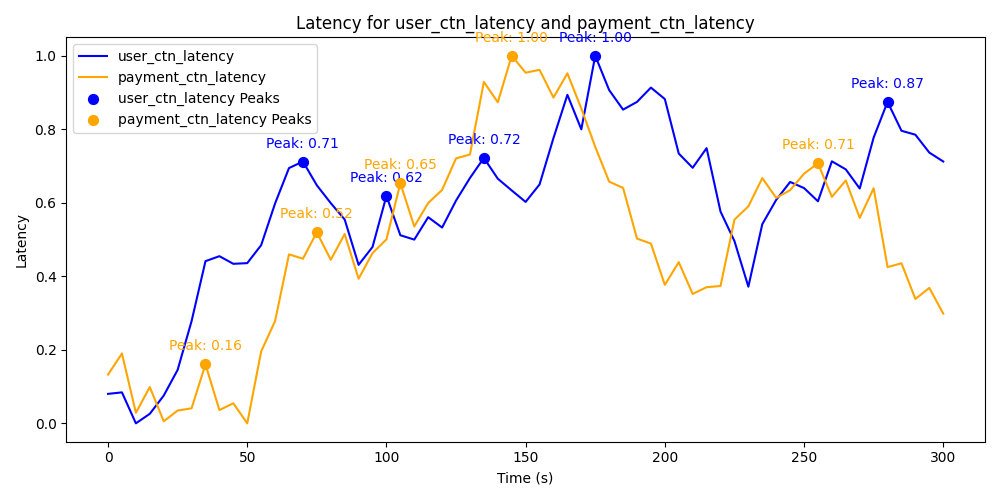 Latency for user_ctn_latency and payment_ctn_latency
user_ctn_latency
payment_ctn_latency
user_ctn_latency Peaks
payment_ctn_latency Peaks
Peak: 1.00
Peak: 1.00
Peak: 0.87
Peak: 0.71
Peak: 0.72
Peak: 0.71
Peak: 0.65
Peak: 0.62
Peak: 0.52
Peak: 0.16
1.0
0.8
0.6
0.4
0.2
0.0
Latency
0 50 100 150 200 250 300
Time (s)